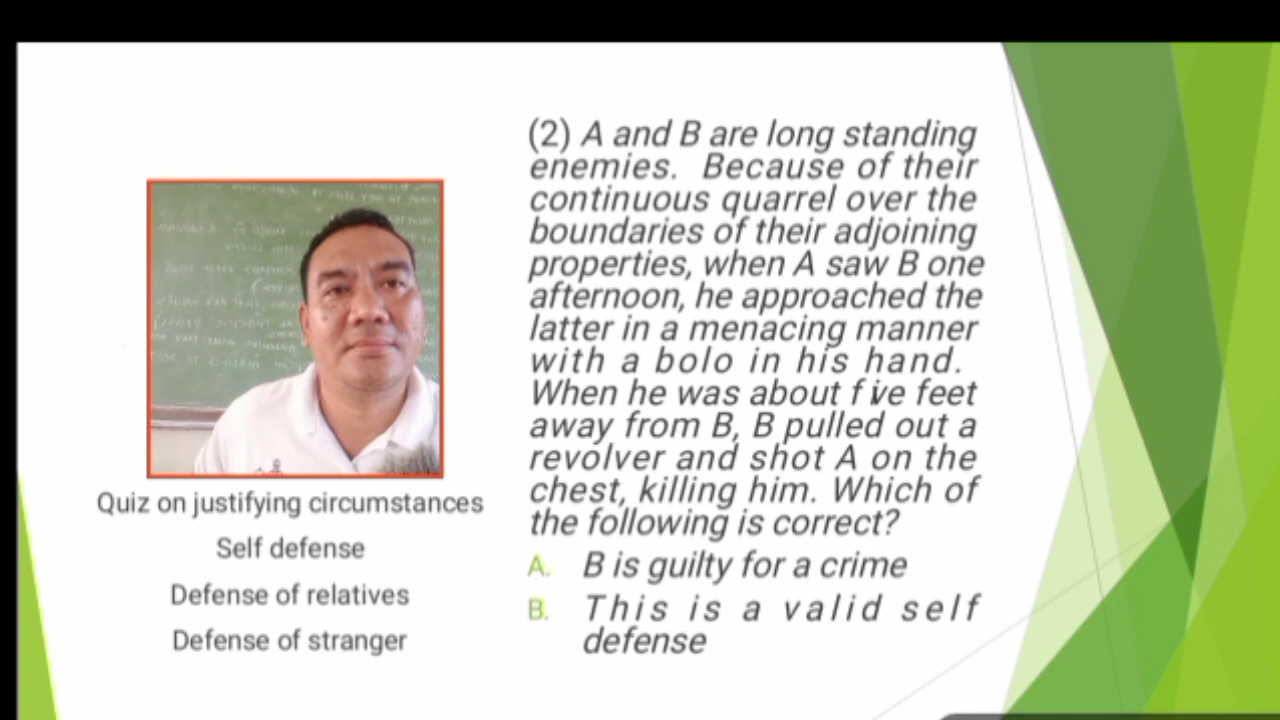 Quiz on justifying circumstances
Self defense
Defense of relatives
Defense of stranger
(2) A and B are long standing
enemies. Because of their
continuous quarrel over the
boundaries of their adjoining
properties, when A saw B one
afternoon, he approached the
latter in a menacing manner
with a bolo in his hand.
When he was about five feet
away from B, B pulled out a
revolver and shot A on the
chest, killing him. Which of
the following is correct?
A. B is guilty for a crime
B. This is a valid self
defense